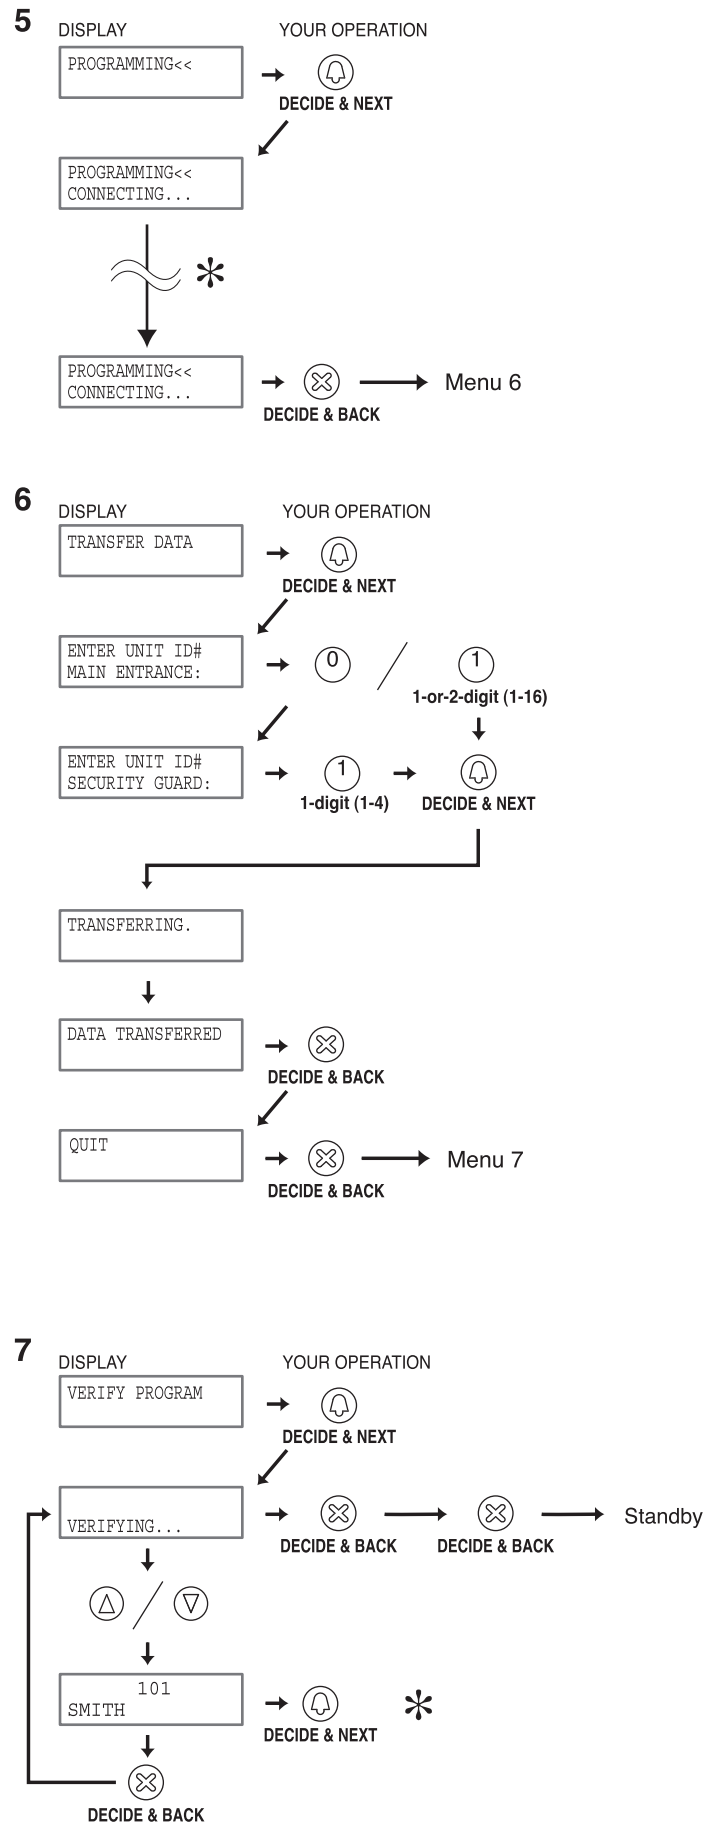 5
DISPLAY YOUR OPERATION
PROGRAMMING<<
DECIDE & NEXT
PROGRAMMING<<
CONNECTING...
*
PROGRAMMING<<
CONNECTING...
Menu 6
DECIDE & BACK
6
DISPLAY YOUR OPERATION
TRANSFER DATA
DECIDE & NEXT
ENTER UNIT ID#
MAIN ENTRANCE:
0 / 1
1-or-2-digit (1-16)
ENTER UNIT ID#
SECURITY GUARD:
1
1-digit (1-4) DECIDE & NEXT
TRANSFERRING.
DATA TRANSFERRED
DECIDE & BACK
QUIT
Menu 7
DECIDE & BACK
7
DISPLAY YOUR OPERATION
VERIFY PROGRAM
DECIDE & NEXT
VERIFYING...
Standby
DECIDE & BACK DECIDE & BACK
/
101
SMITH
*
DECIDE & NEXT
DECIDE & BACK